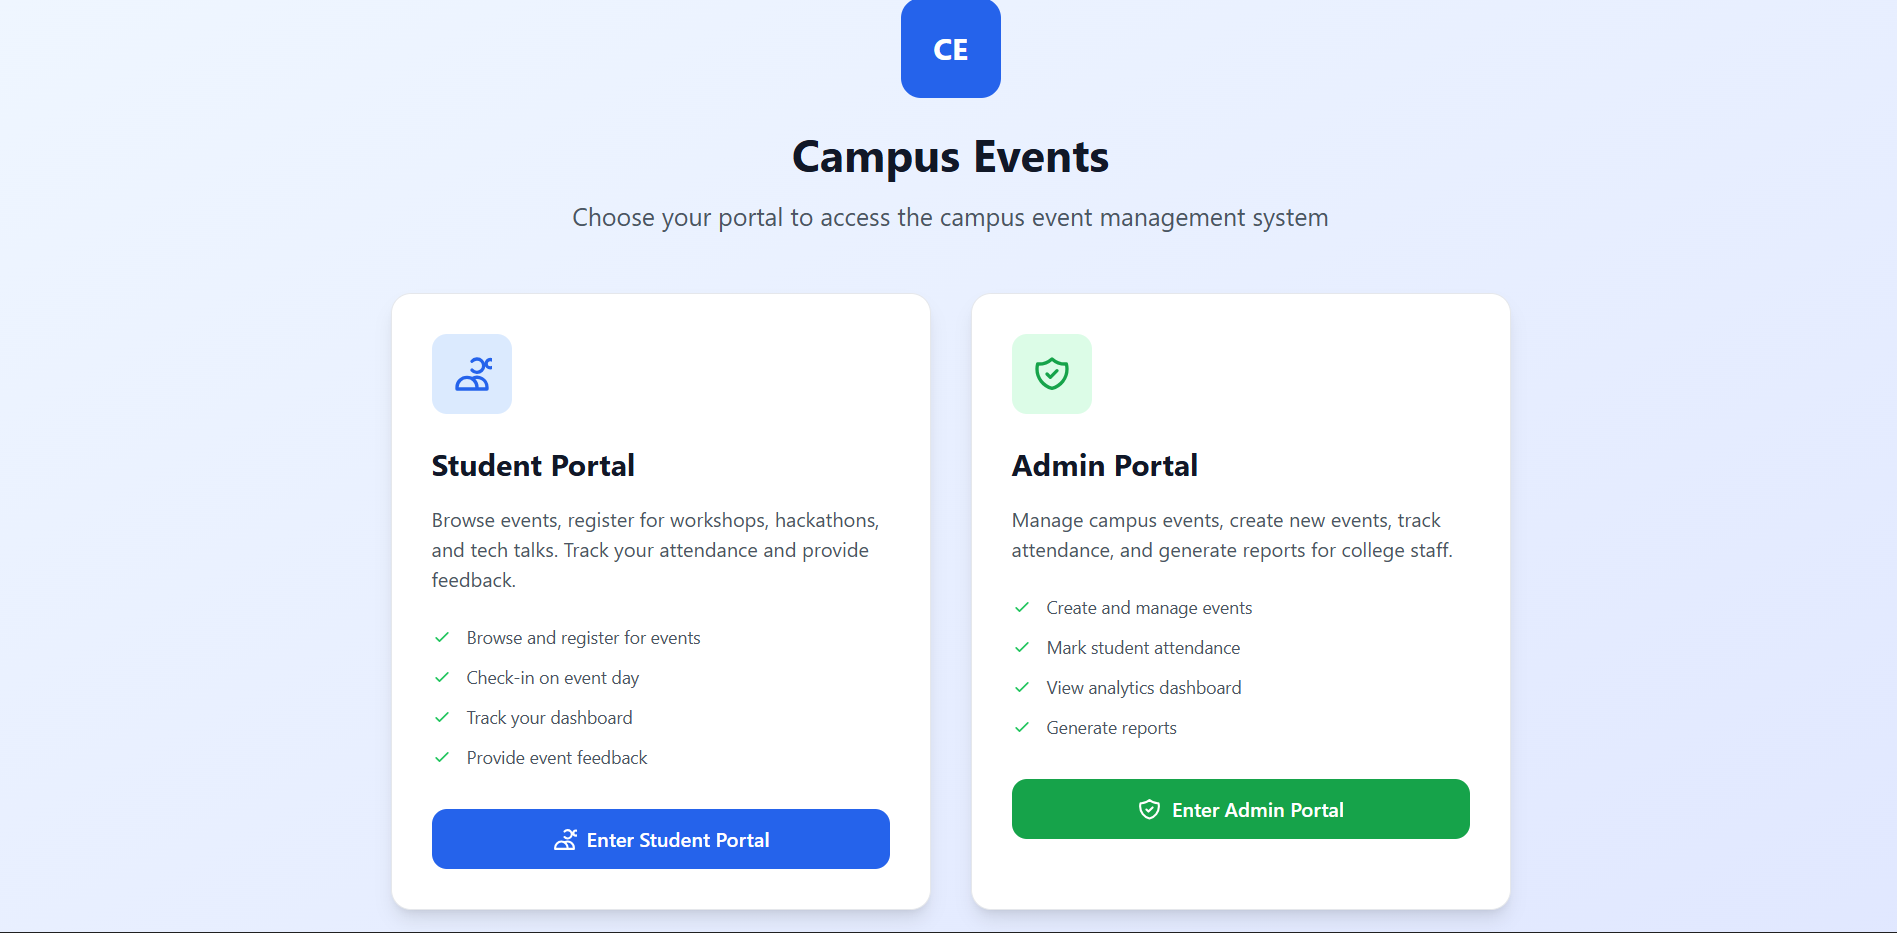 CE
Campus Events
Choose your portal to access the campus event management system
Student Portal
Browse events, register for workshops, hackathons,
and tech talks. Track your attendance and provide
feedback.
Browse and register for events
Check-in on event day
Track your dashboard
Provide event feedback
Enter Student Portal
Admin Portal
Manage campus events, create new events, track
attendance, and generate reports for college staff.
Create and manage events
Mark student attendance
View analytics dashboard
Generate reports
Enter Admin Portal